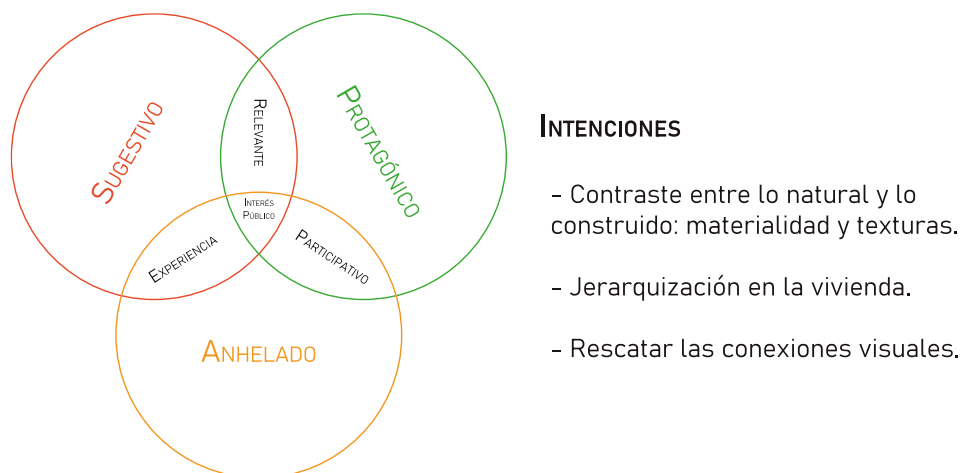 Sugestivo
Relevante
Protagónico
Interés
Público
Experiencia
Participativo
Anhelado
Intenciones
- Contraste entre lo natural y lo
construido: materialidad y texturas.
- Jerarquización en la vivienda.
- Rescatar las conexiones visuales.